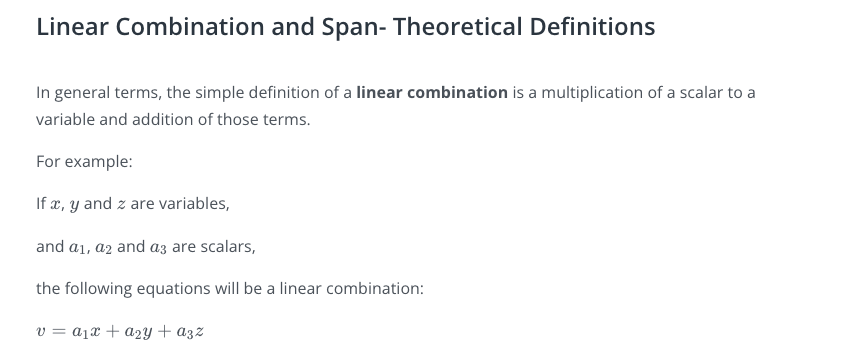 Linear Combination and Span- Theoretical Definitions
In general terms, the simple definition of a linear combination is a multiplication of a scalar to a
variable and addition of those terms.
For example:
If x, y and z are variables,
and a₁, a₂ and a₃ are scalars,
the following equations will be a linear combination:
v = a₁x + a₂y + a₃z